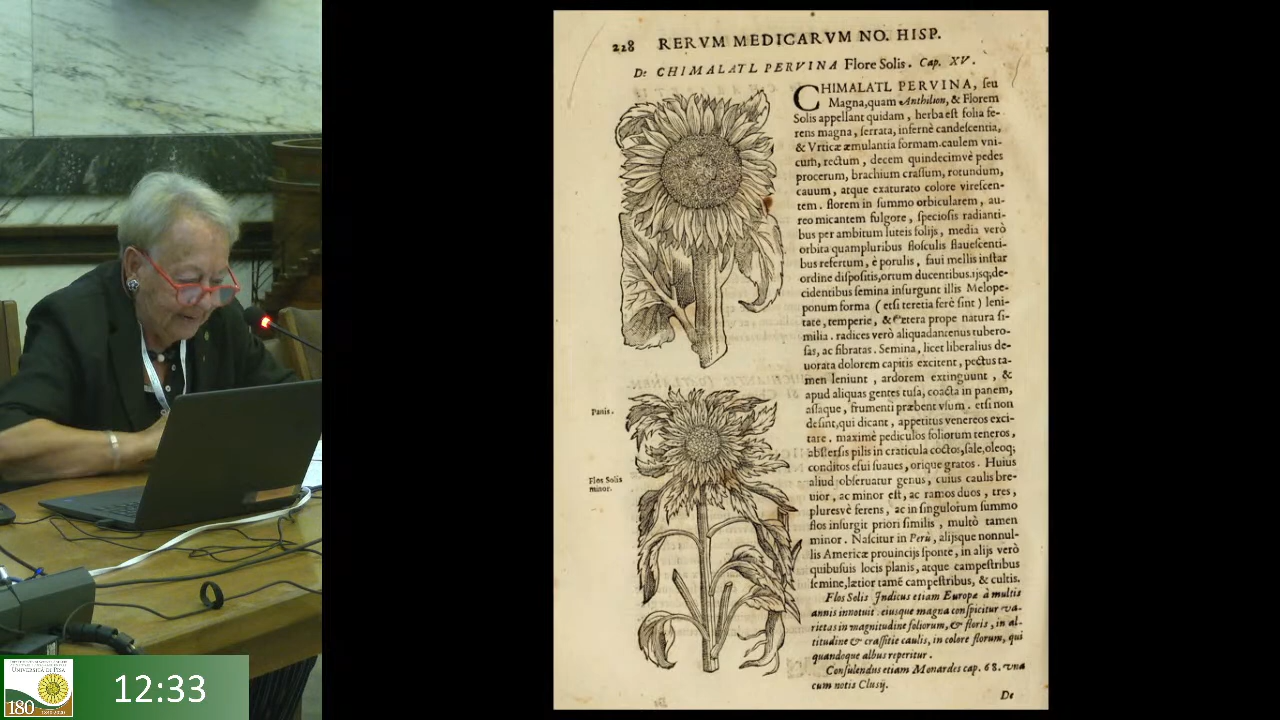 228 RERVM MEDICARVM NO. HISP.
De CHIMALATL PERVINA Flore Solis. Cap. XV.
CHIMALATL PERVINA, ſeu
Magna, quam Anthilion, & Florem
Solis appellant quidam, herba eſt folia fe-
rens magna, ſerrata, infernè candeſcentia,
& Vrticæ æmulantia formam. caulem vni-
cum, rectum, decem quindecimvè pedes
procerum, brachium craſſum, rotundum,
cauum, atque exaturato colore vireſcen-
tem. florem in ſummo orbicularem, au-
reo micantem fulgore, ſpecioſis radianti-
bus per ambitum luteis folijs, media verò
orbita quampluribus floſculis flaueſcenti-
bus refertum, è porulis, faui mellis inſtar
ordine diſpoſitis, ortum ducentibus. ijsq; de-
cidentibus ſemina inſurgunt illis Melope-
ponum forma ( etſi teretia ferè ſint ) leni-
tate, temperie, & cętera prope natura ſi-
milia. radices verò aliquadantenus tubero-
ſas, ac fibratas. Semina, licet liberalius de-
uorata dolorem capitis excitent, pectus ta-
men leniunt, ardorem extinguunt, &
apud aliquas gentes tuſa, coacta in panem,
aſſaque, frumenti præbent vſum. etſi non
deſint, qui dicant, appetitus venereos exci-
tare. maximè pediculos foliorum teneros,
abſterſis pilis in craticula coctos, ſale, oleoq;
conditos eſui ſuaues, orique gratos. Huius
aliud obſeruatur genus, cuius caulis bre-
uior, ac minor eſt, ac ramos duos, tres,
pluresvè ferens, ac in ſingulorum ſummo
flos inſurgit priori ſimilis, multò tamen
minor. Naſcitur in Perù, alijſque nonnul-
lis Americæ prouincijs ſponte, in alijs verò
quibuſuis locis planis, atque campeſtribus
ſemine, lætior tamē campeſtribus, & cultis.
Flos Solis Indicus etiam Europæ à multis
annis innotuit. eiusque magna conſpicitur va-
rietas in magnitudine foliorum, & floris, in al-
titudine & craſſitie caulis, in colore florum, qui
quandoque albus reperitur.
Conſulendus etiam Monardes cap. 68. vna
cum notis Cluſij.
De
Panis.
Flos Solis
minor.
UNIVERSITÀ DI PISA
180
12:33